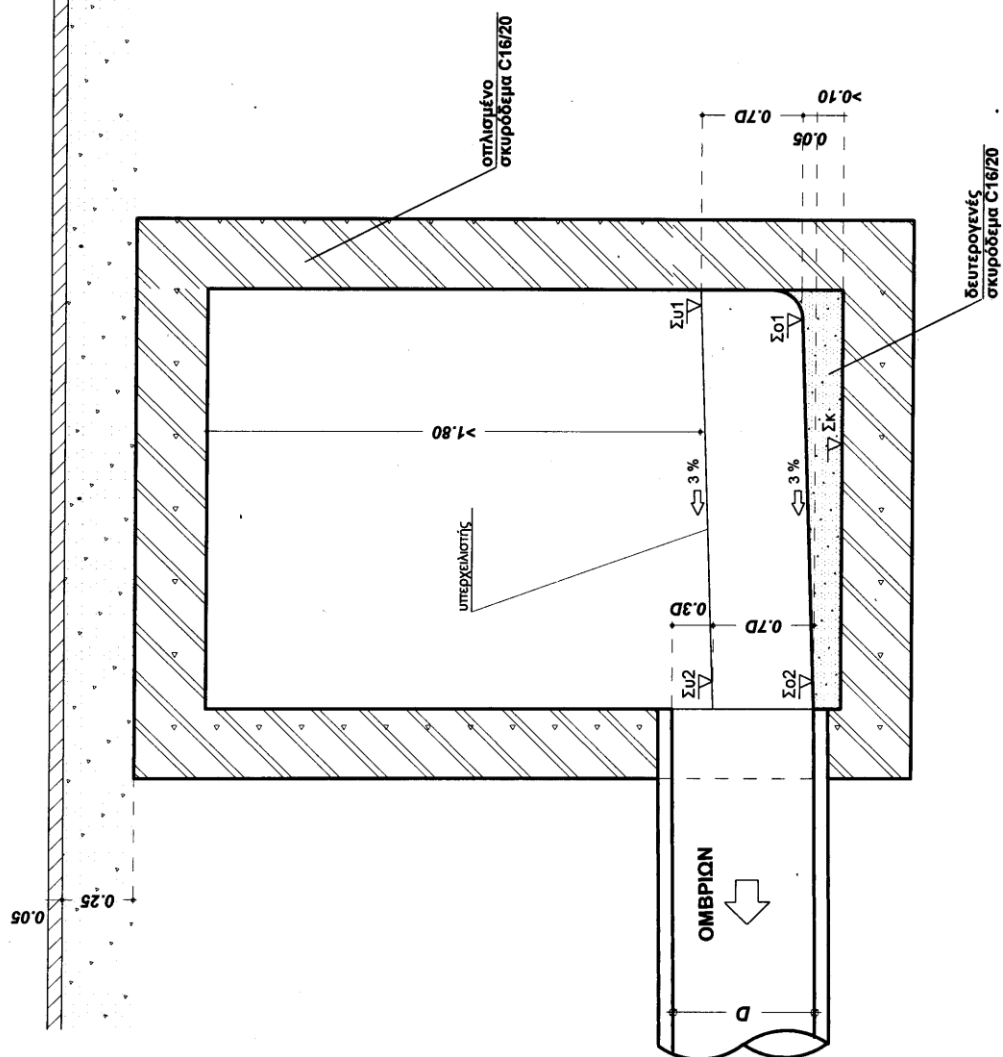 οπλισμένο
σκυρόδεμα C16/20
>0.10
0.7D
0.05
δευτερογενές
σκυρόδεμα C16/20
Συ1
Σο1
>1.80
Σκ
3 %
3 %
υπερχειλιστής
0.3D
0.7D
Συ2
Σο2
0.05
0.25
ΟΜΒΡΙΩΝ
D